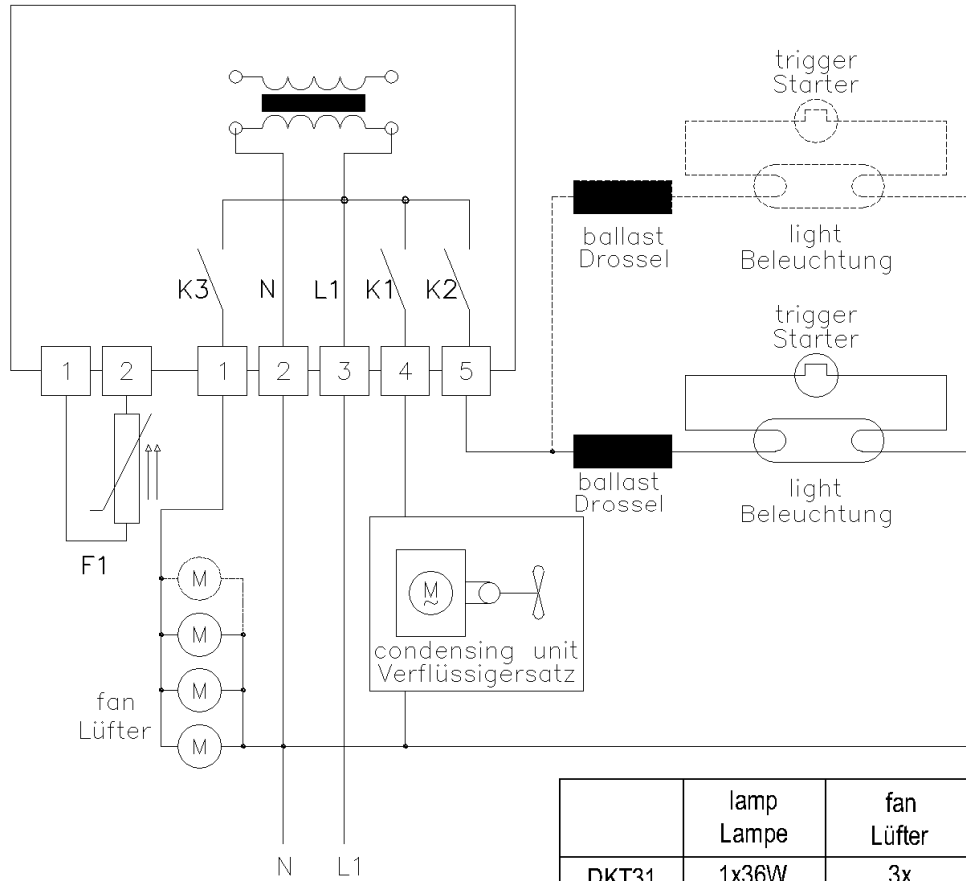 trigger
Starter
ballast
Drossel
light
Beleuchtung
K3 N L1 K1 K2
trigger
Starter
1 2 1 2 3 4 5
ballast
Drossel
light
Beleuchtung
F1
M
M
M
M
fan
Lüfter
M
~
condensing unit
Verflüssigersatz
N L1
lamp
Lampe
fan
Lüfter
DKT31
1x36W
3x